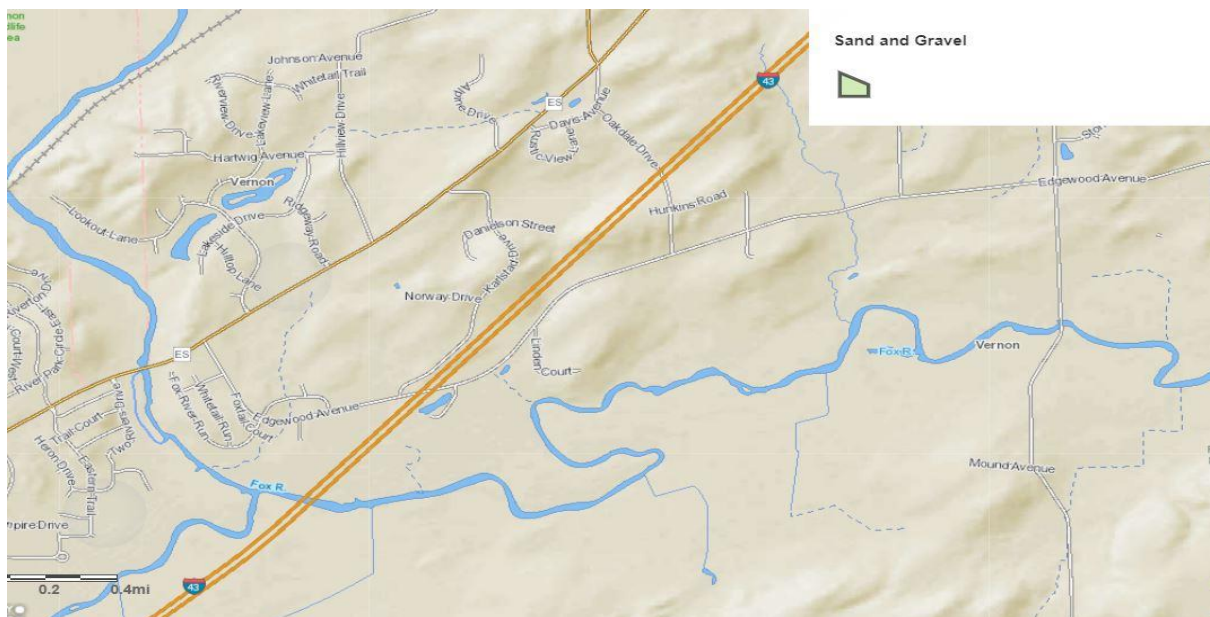 Sand and Gravel
43
ES
Johnson Avenue
Whitetail Trail
Riverview Drive
Lakeview Lane
Hillview Drive
Alpine Drive
Davis Avenue
Rustic View
Lane
Oakdale Drive
Hartwig Avenue
Vernon
Lookout Lane
Lakeside Drive
Ridgeway Road
Hilltop Lane
Danielson Street
Karlstad Drive
Norway Drive
Hunkins Road
Edgewood Avenue
Linden
Court
Fox R.
Vernon
Mound Avenue
ES
River Park Circle East
Fox River Run
Whitetail Run
Foxtail Court
Edgewood Avenue
Trail Court
Heron Drive
Eastern Trail
Two
Rivers Drive
Fox R.
43
0.2
0.4mi